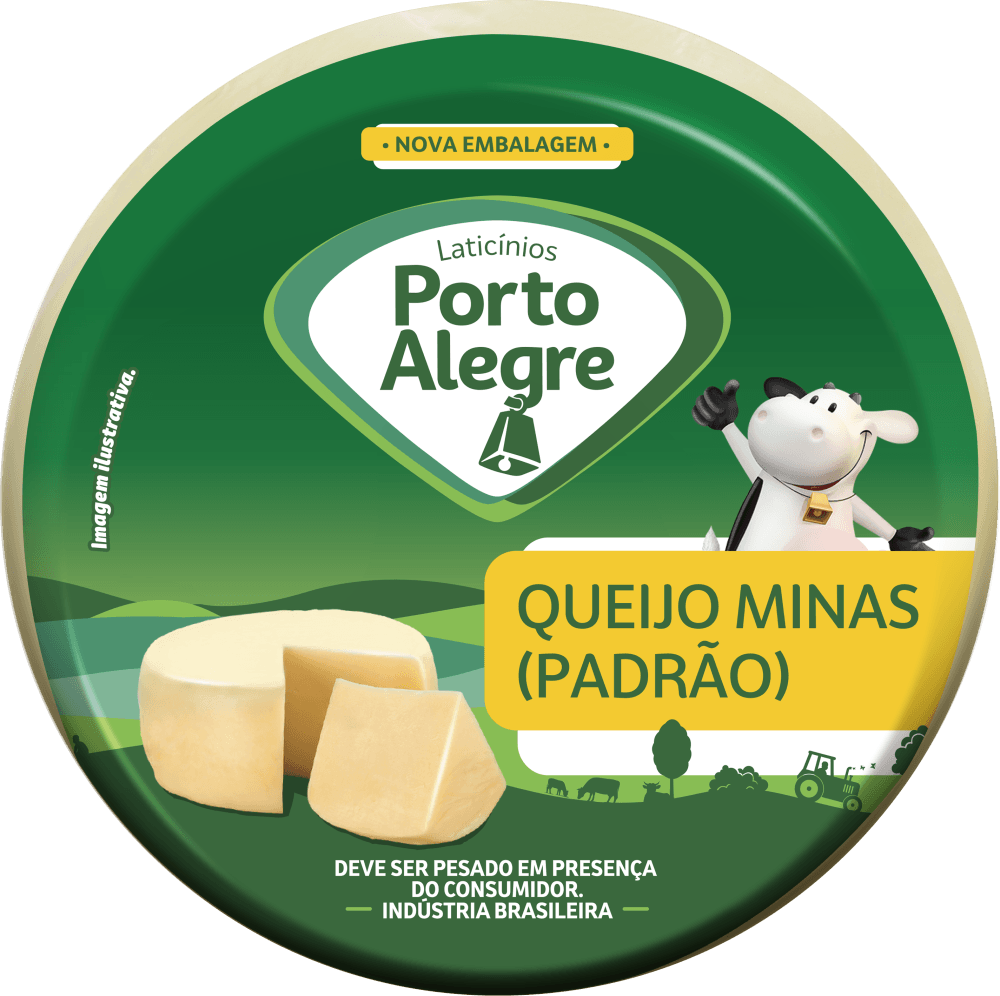 • NOVA EMBALAGEM •
Laticínios
Porto
Alegre
Imagem ilustrativa.
QUEIJO MINAS
(PADRÃO)
DEVE SER PESADO EM PRESENÇA
DO CONSUMIDOR.
INDÚSTRIA BRASILEIRA